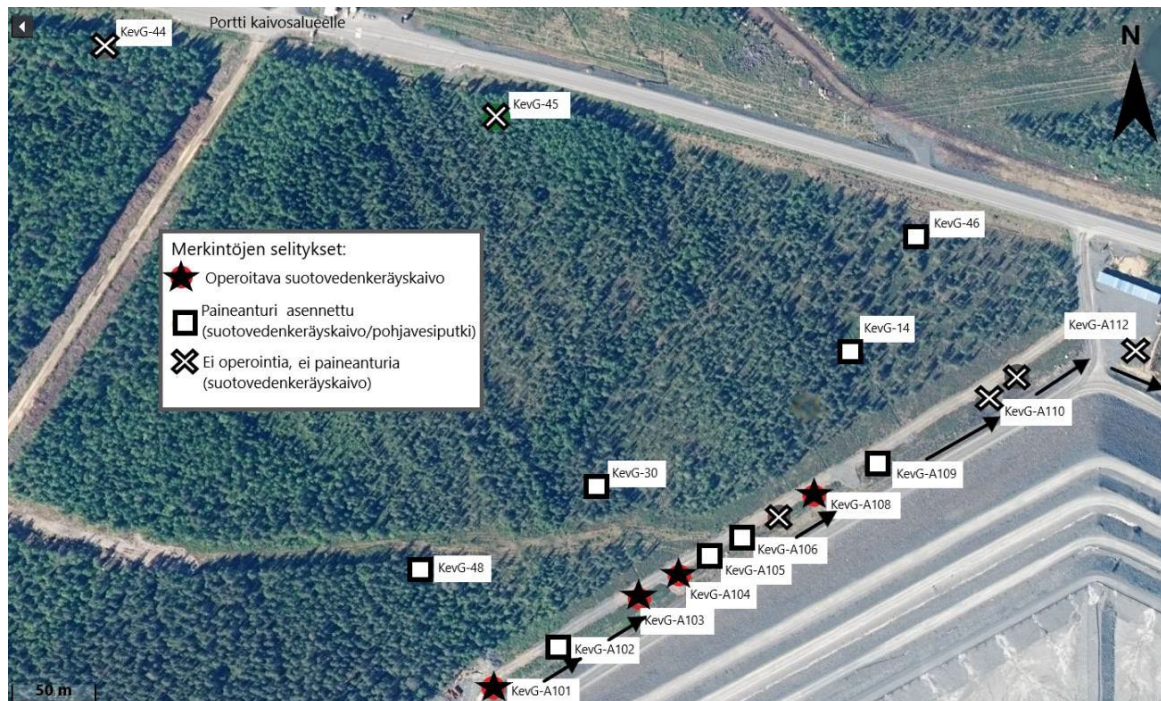 Portti kaivosalueelle
KevG-44
N
KevG-45
KevG-46
Merkintöjen selitykset:
Operoitava suotovedenkeräyskaivo
Paineanturi asennettu
(suotovedenkeräyskaivo/pohjavesiputki)
Ei operointia, ei paineanturia
(suotovedenkeräyskaivo)
KevG-14
KevG-A112
KevG-A110
KevG-30
KevG-A109
KevG-A108
KevG-A106
KevG-48
KevG-A105
KevG-A104
KevG-A103
KevG-A102
KevG-A101
50 m